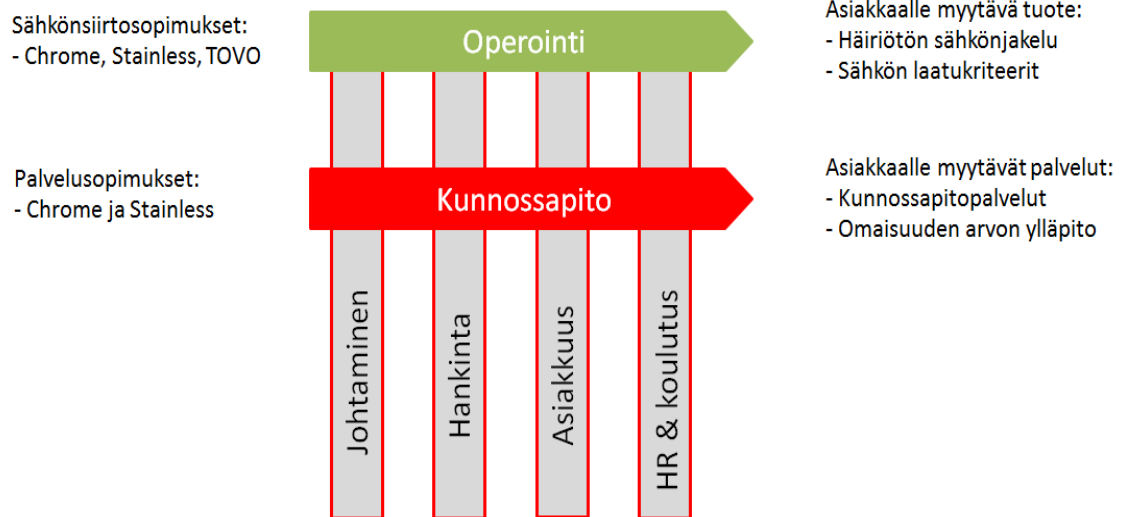 Sähkönsiirtosopimukset:
- Chrome, Stainless, TOVO
Operointi
Asiakkaalle myytävä tuote:
- Häiriötön sähkönjakelu
- Sähkön laatukriteerit
Palvelusopimukset:
- Chrome ja Stainless
Kunnossapito
Asiakkaalle myytävät palvelut:
- Kunnossapitopalvelut
- Omaisuuden arvon ylläpito
Johtaminen
Hankinta
Asiakkuus
HR & koulutus